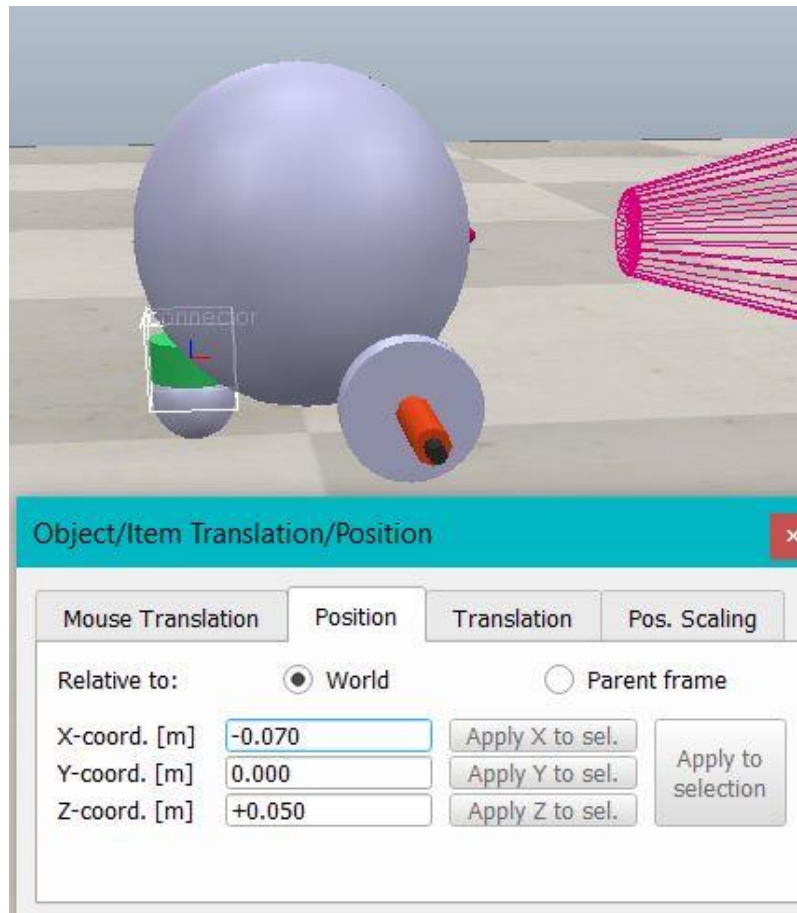 connector
Object/Item Translation/Position
×
Mouse Translation Position Translation Pos. Scaling
Relative to: World Parent frame
X-coord. [m] -0.070 Apply X to sel.
Y-coord. [m] 0.000 Apply Y to sel.
Z-coord. [m] +0.050 Apply Z to sel.
Apply to
selection